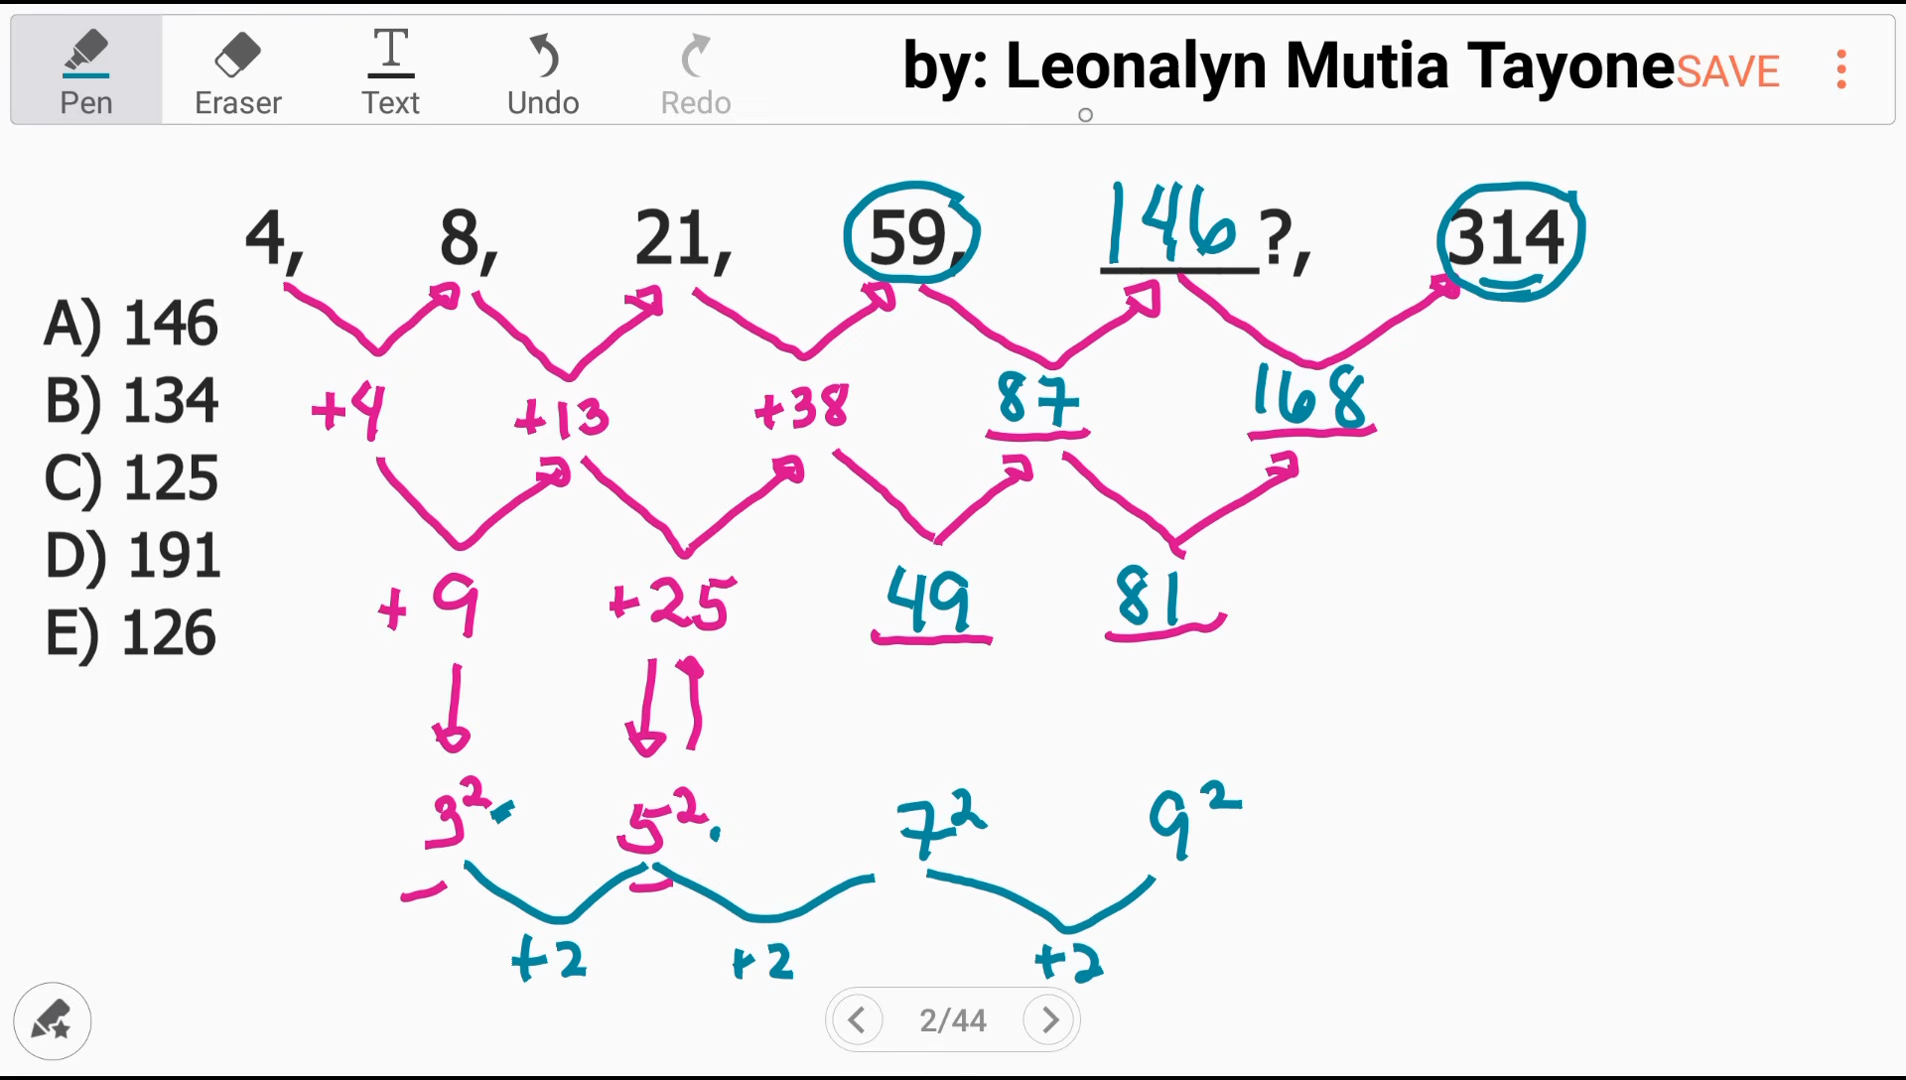 Pen Eraser Text Undo Redo by: Leonalyn Mutia Tayone SAVE
T
4, 8, 21, 59, 146 ?, 314
A) 146
B) 134
C) 125
D) 191
E) 126
+4 +13 +38 87 168
+9 +25 49 81
3² 5² 7² 9²
+2 +2 +2
2/44